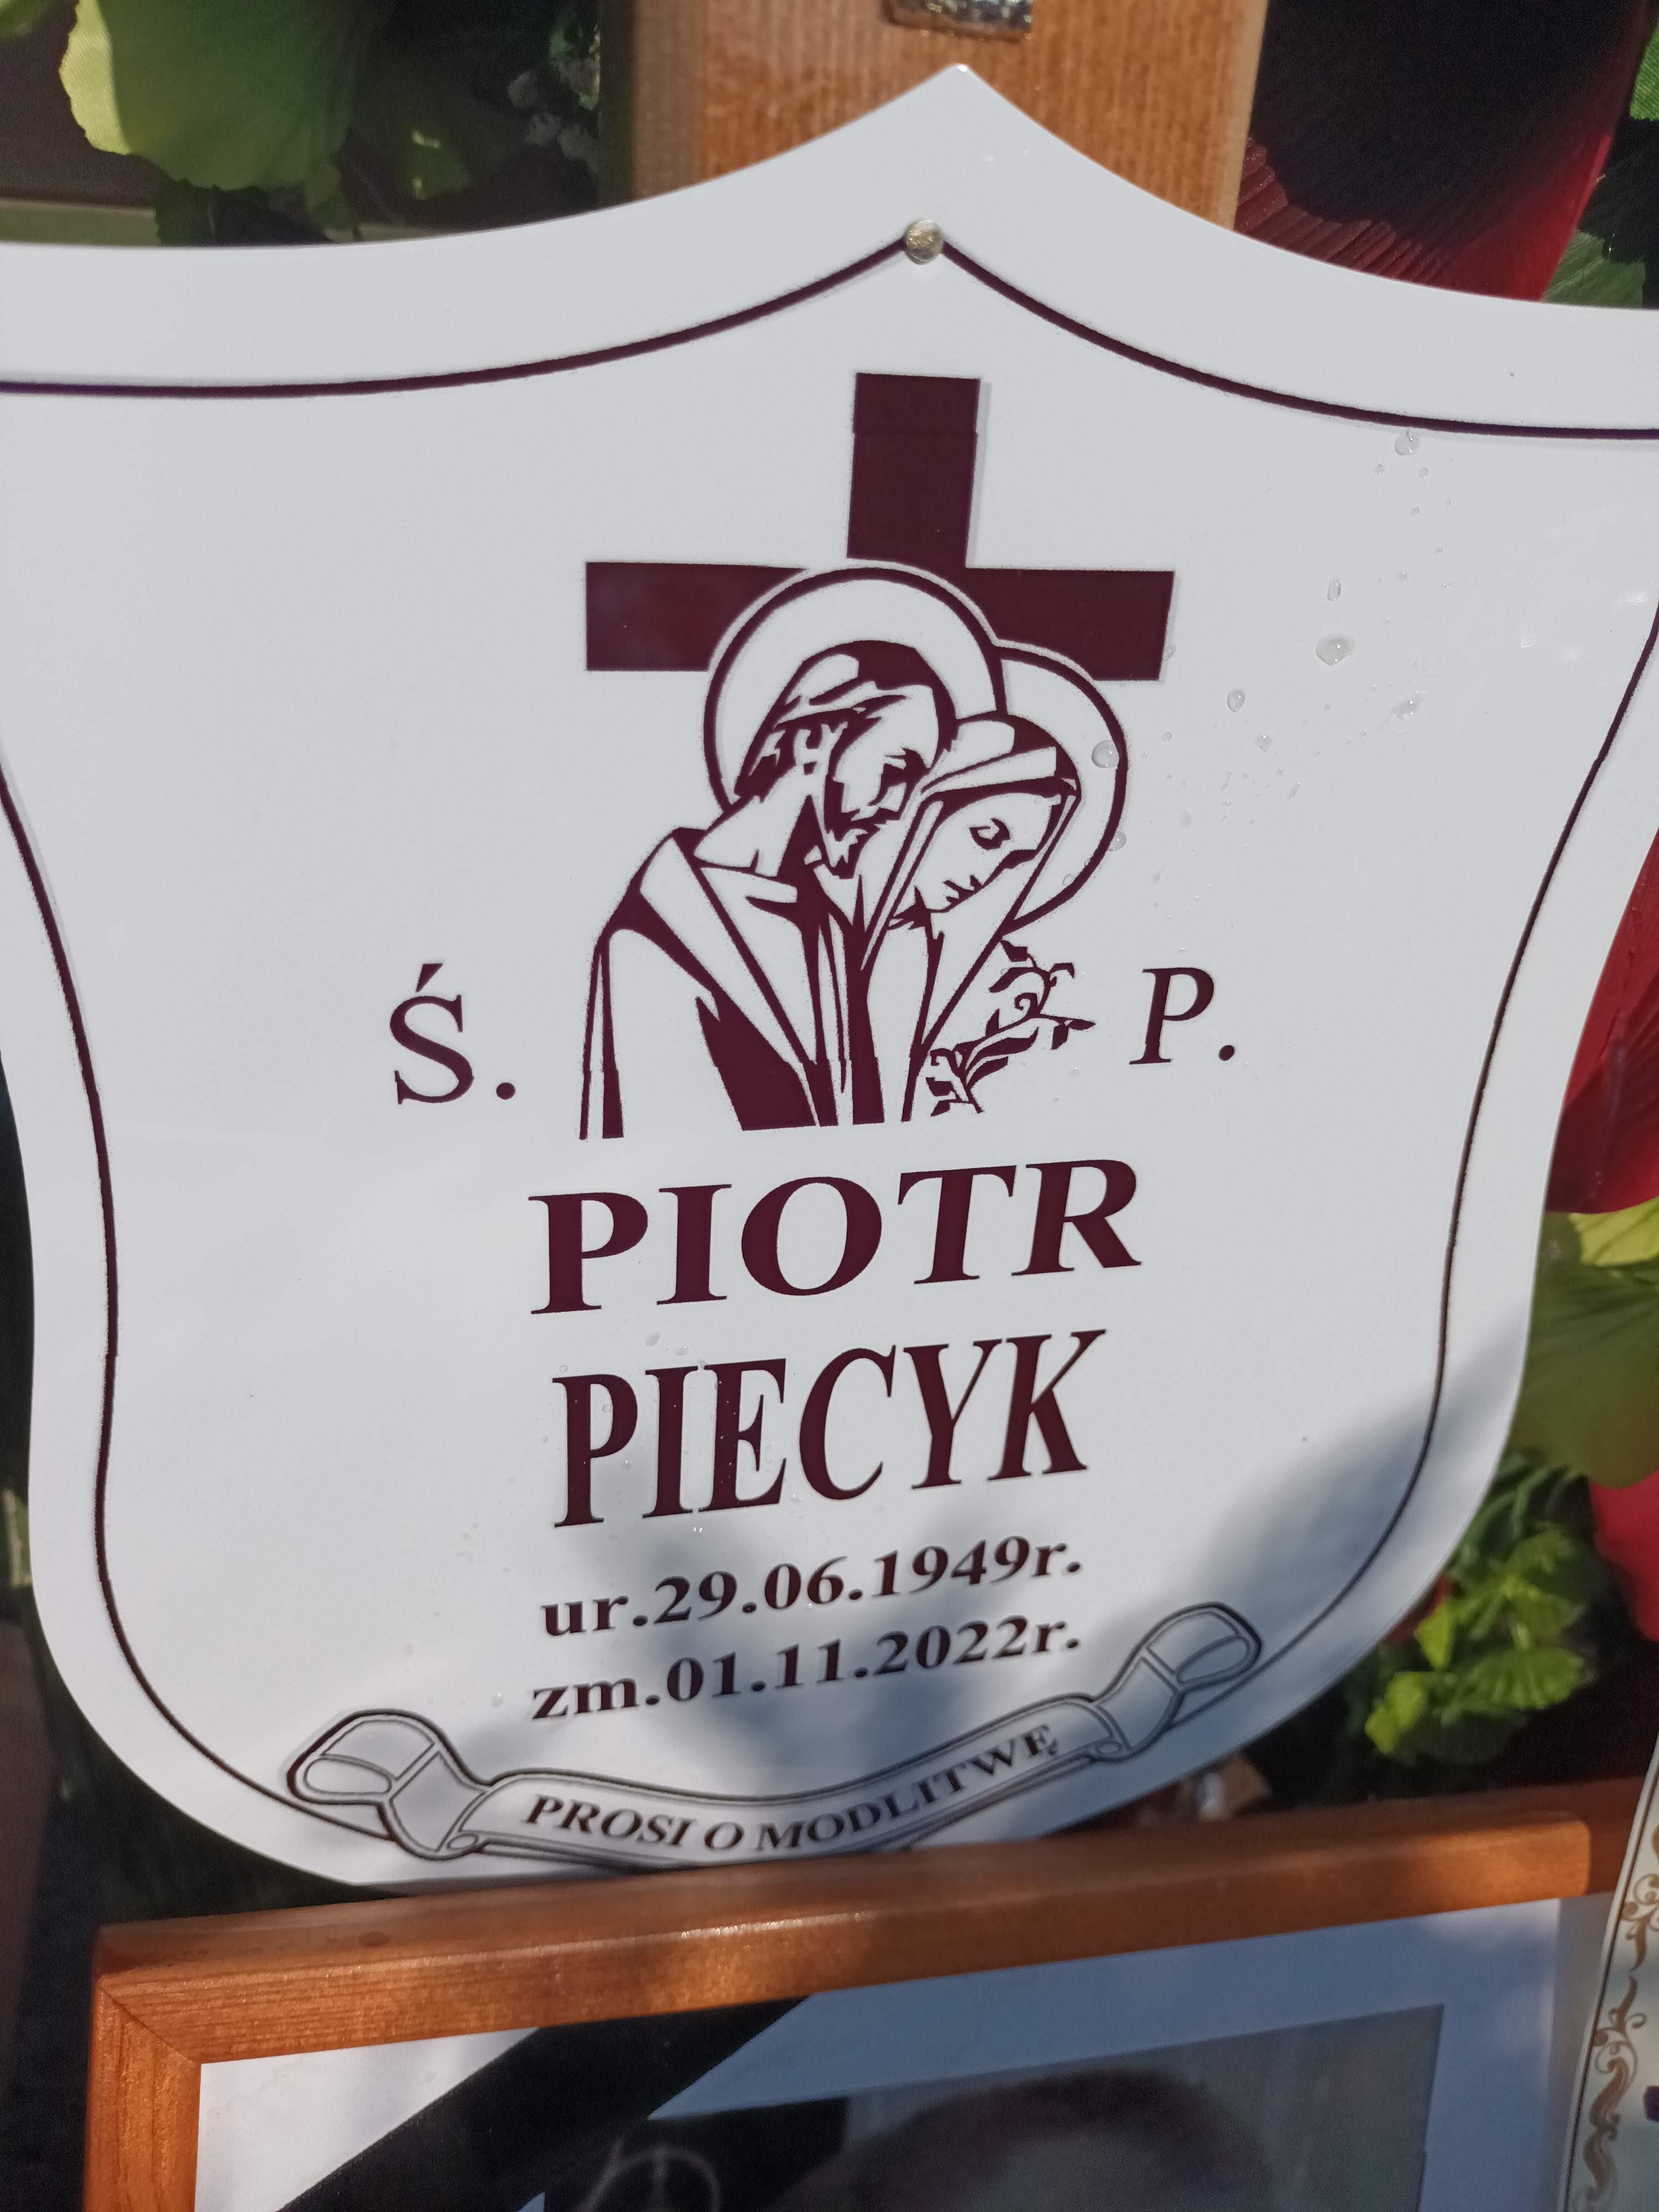 Ś. P.
PIOTR
PIECYK
ur.29.06.1949r.
zm.01.11.2022r.
PROSI O MODLITWĘ